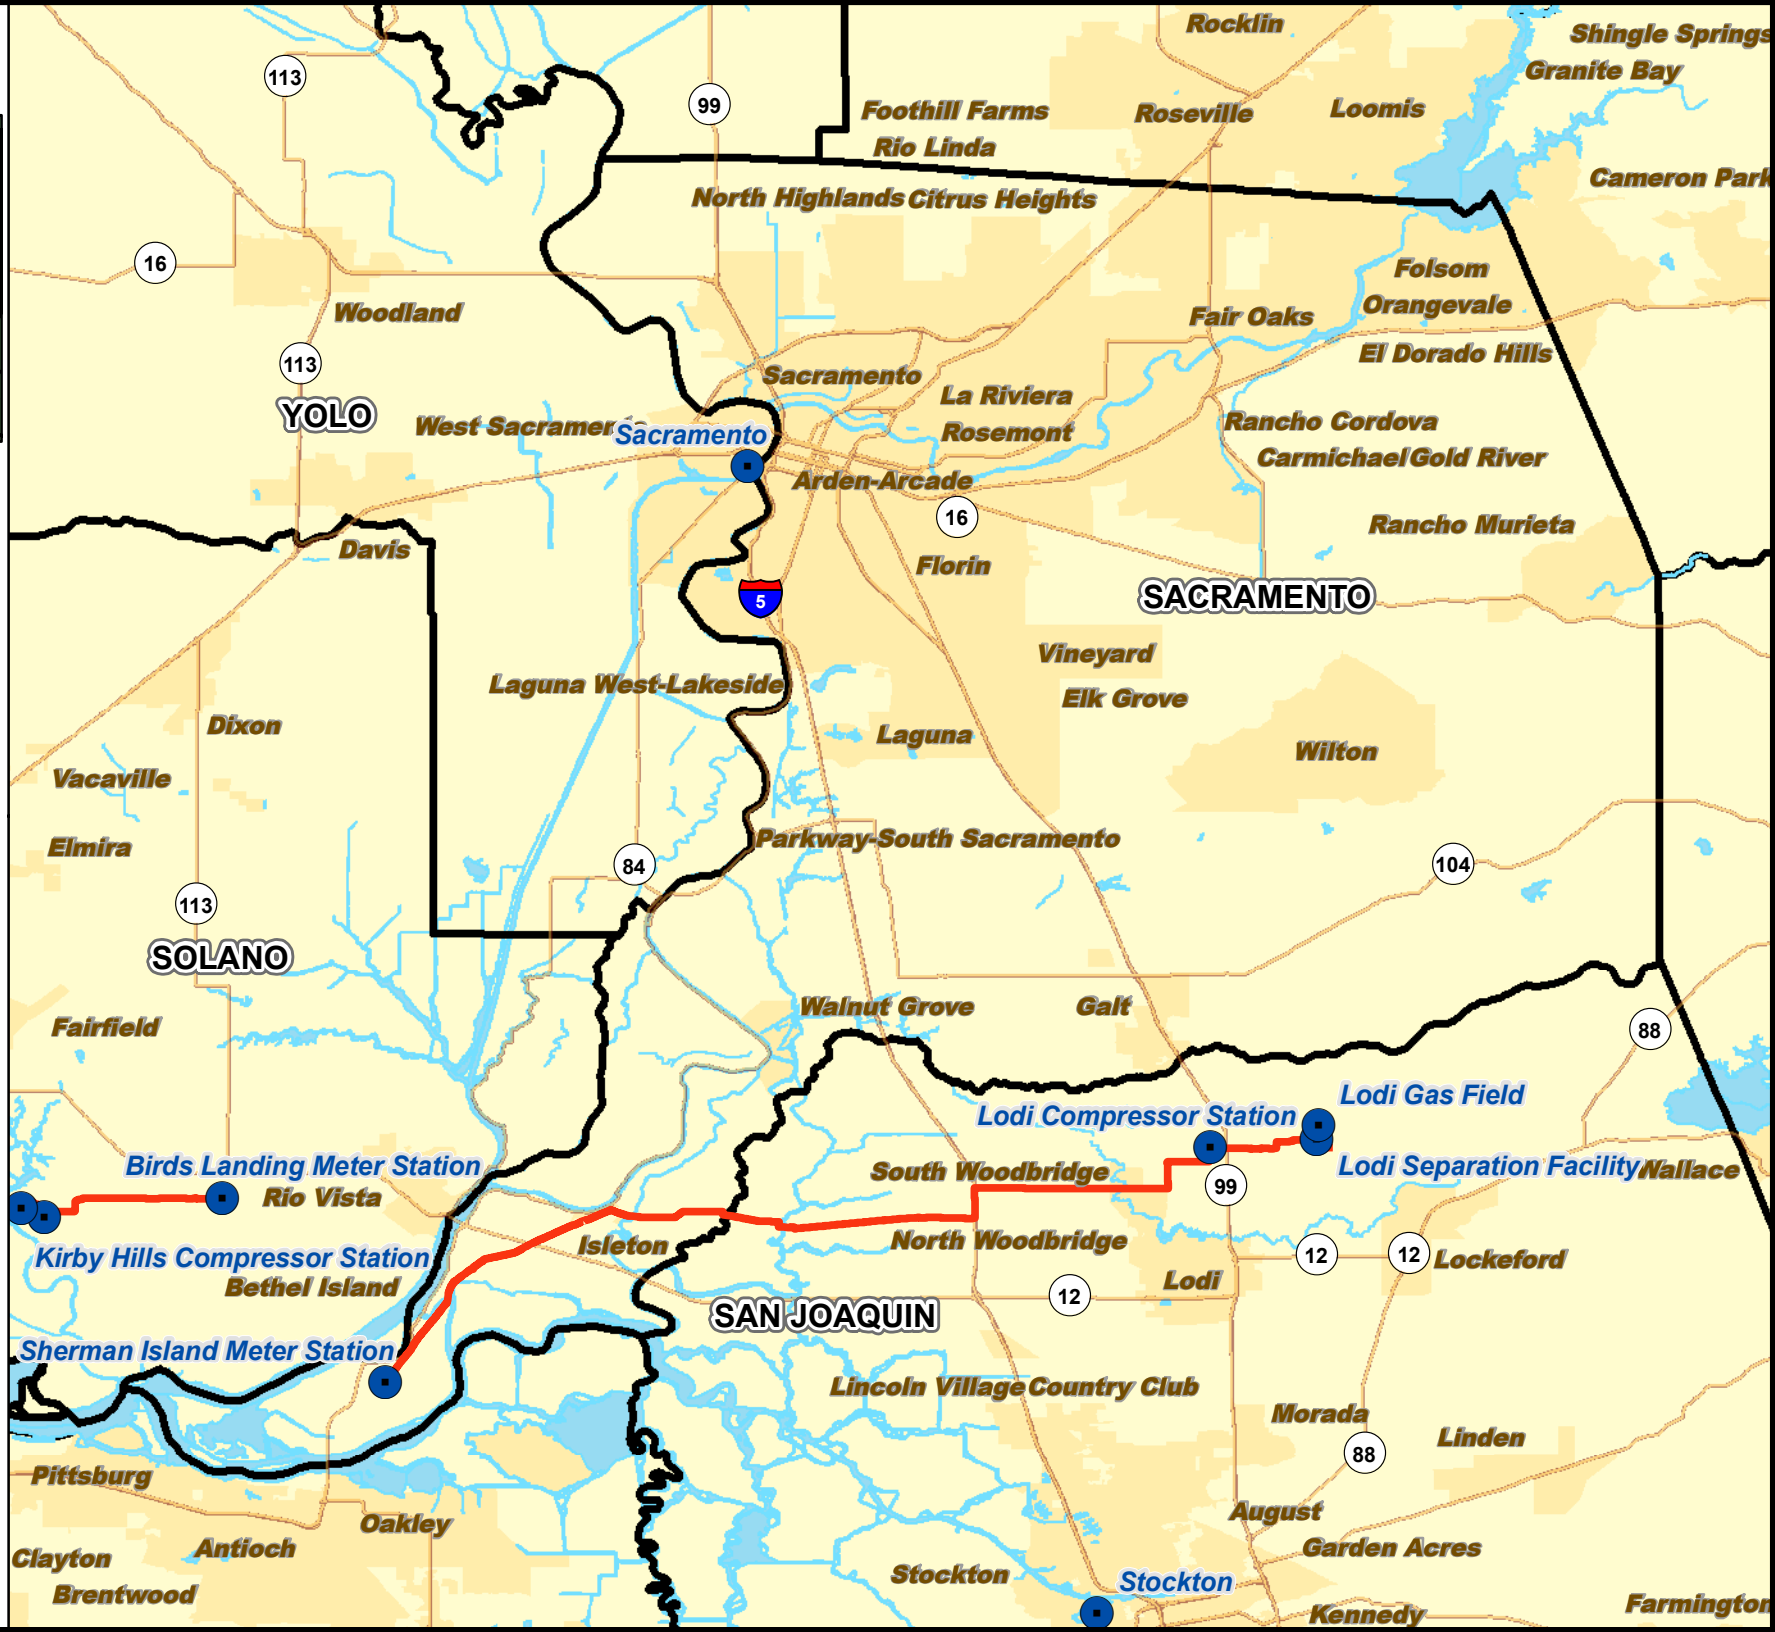 Rocklin
Shingle Springs
Granite Bay
113
99
Foothill Farms
Roseville
Loomis
Rio Linda
Cameron Park
North Highlands
Citrus Heights
16
Folsom
Orangevale
Woodland
Fair Oaks
El Dorado Hills
113
Sacramento
La Riviera
YOLO
West Sacramento
Sacramento
Rosemont
Rancho Cordova
Carmichael
Gold River
Arden-Arcade
16
Rancho Murieta
Davis
Florin
5
SACRAMENTO
Vineyard
Laguna West-Lakeside
Elk Grove
Dixon
Laguna
Wilton
Vacaville
Elmira
Parkway-South Sacramento
84
104
113
SOLANO
Walnut Grove
Galt
Fairfield
88
Lodi Gas Field
Lodi Compressor Station
Birds Landing Meter Station
South Woodbridge
Lodi Separation Facility
Wallace
Rio Vista
99
Isleton
North Woodbridge
Kirby Hills Compressor Station
12
12
Lockeford
Bethel Island
Lodi
12
SAN JOAQUIN
Sherman Island Meter Station
Lincoln Village
Country Club
Morada
Linden
88
Pittsburg
Oakley
August
Antioch
Garden Acres
Clayton
Stockton
Stockton
Brentwood
Kennedy
Farmington